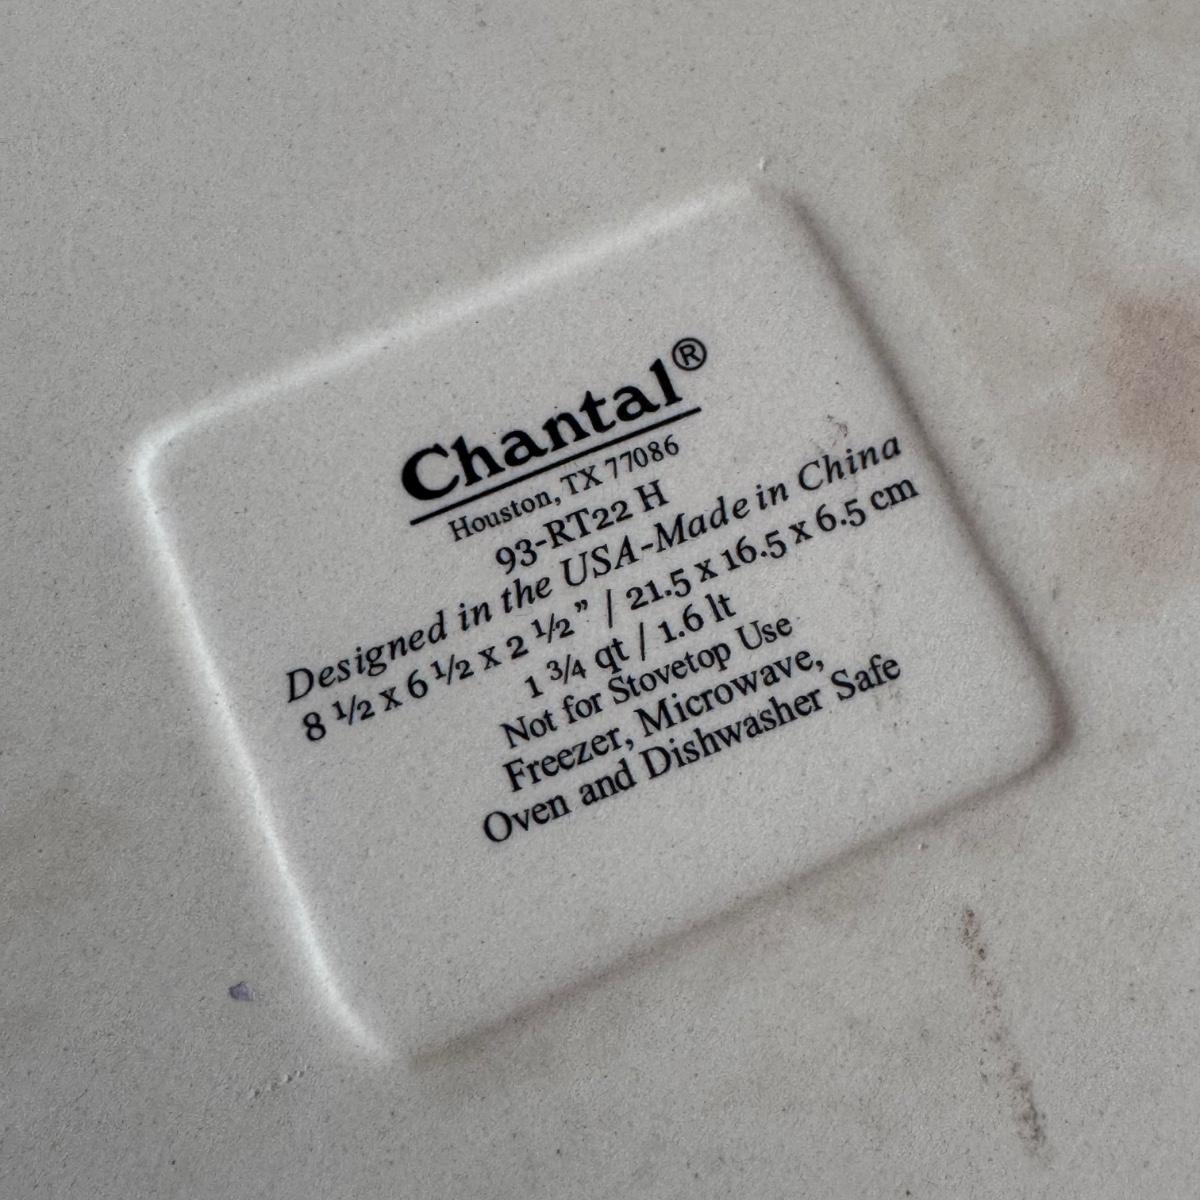 Chantal®
Houston, TX 77086
93-RT22 H
Designed in the USA-Made in China
8 ½ x 6 ½ x 2 ½” / 21.5 x 16.5 x 6.5 cm
1 ¾ qt / 1.6 lt
Not for Stovetop Use
Freezer, Microwave,
Oven and Dishwasher Safe